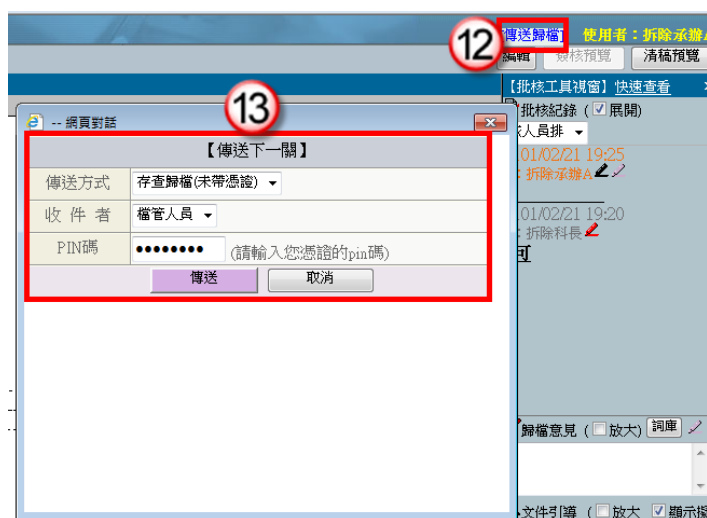 12
傳送歸檔] 使用者：拆除承辦A
編輯 簽核預覽 清稿預覽
【批核工具視窗】快速查看
批核紀錄 (展開)
人員排
101/02/21 19:25
：拆除承辦A
101/02/21 19:20
：拆除科長
可
13
-- 網頁對話
【傳送下一關】
傳送方式 存查歸檔(未帶憑證)
收 件 者 檔管人員
PIN碼 •••••••• (請輸入您憑證的pin碼)
傳送 取消
歸檔意見 (放大) 詞庫
文件引導 (放大 顯示